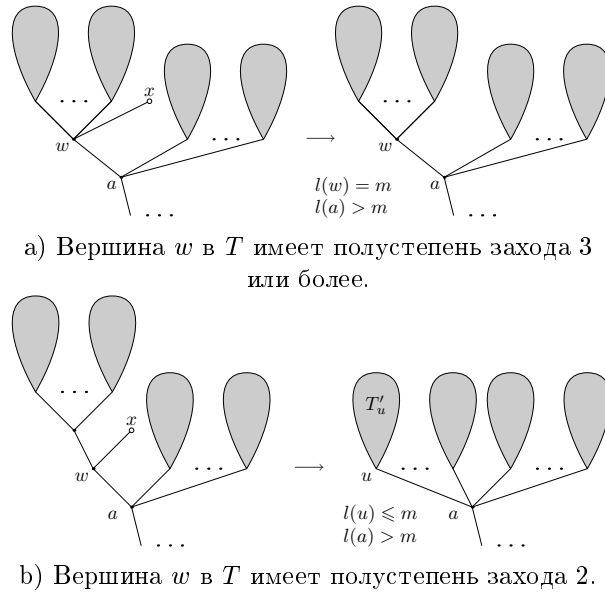 . . .
x
w
. . .
a
. . .
⟶
l(w) = m
l(a) > m
. . .
w
. . .
a
. . .
а) Вершина w в T имеет полустепень захода 3
или более.
. . .
x
w
. . .
a
. . .
⟶
T′u
u
. . .
. . .
l(u) ⩽ m
l(a) > m
a
. . .
b) Вершина w в T имеет полустепень захода 2.